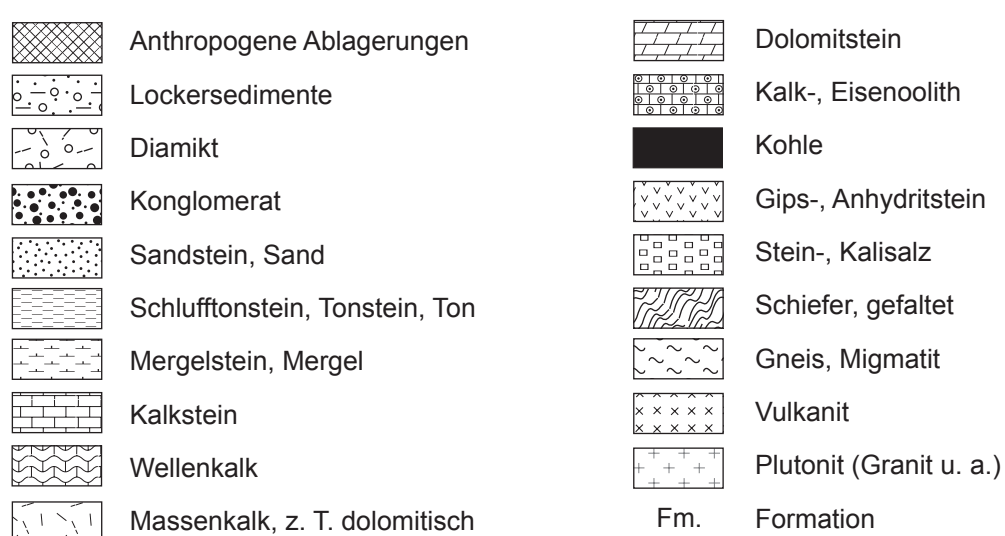 Anthropogene Ablagerungen
Lockersedimente
Diamikt
Konglomerat
Sandstein, Sand
Schlufftonstein, Tonstein, Ton
Mergelstein, Mergel
Kalkstein
Wellenkalk
Massenkalk, z. T. dolomitisch
Dolomitstein
Kalk-, Eisenoolith
Kohle
Gips-, Anhydritstein
Stein-, Kalisalz
Schiefer, gefaltet
Gneis, Migmatit
Vulkanit
Plutonit (Granit u. a.)
Fm. Formation